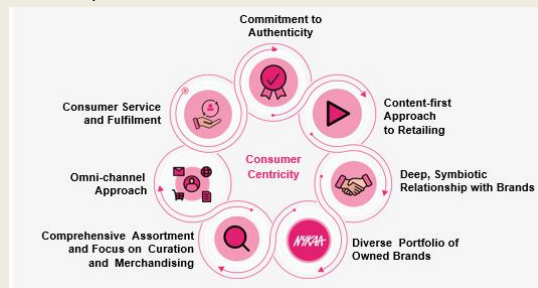 Commitment to
Authenticity
Content-first
Approach
to Retailing
Deep, Symbiotic
Relationship with Brands
Diverse Portfolio of
Owned Brands
NYKAA
Comprehensive Assortment
and Focus on Curation
and Merchandising
Omni-channel
Approach
Consumer Service
and Fulfilment
Consumer
Centricity